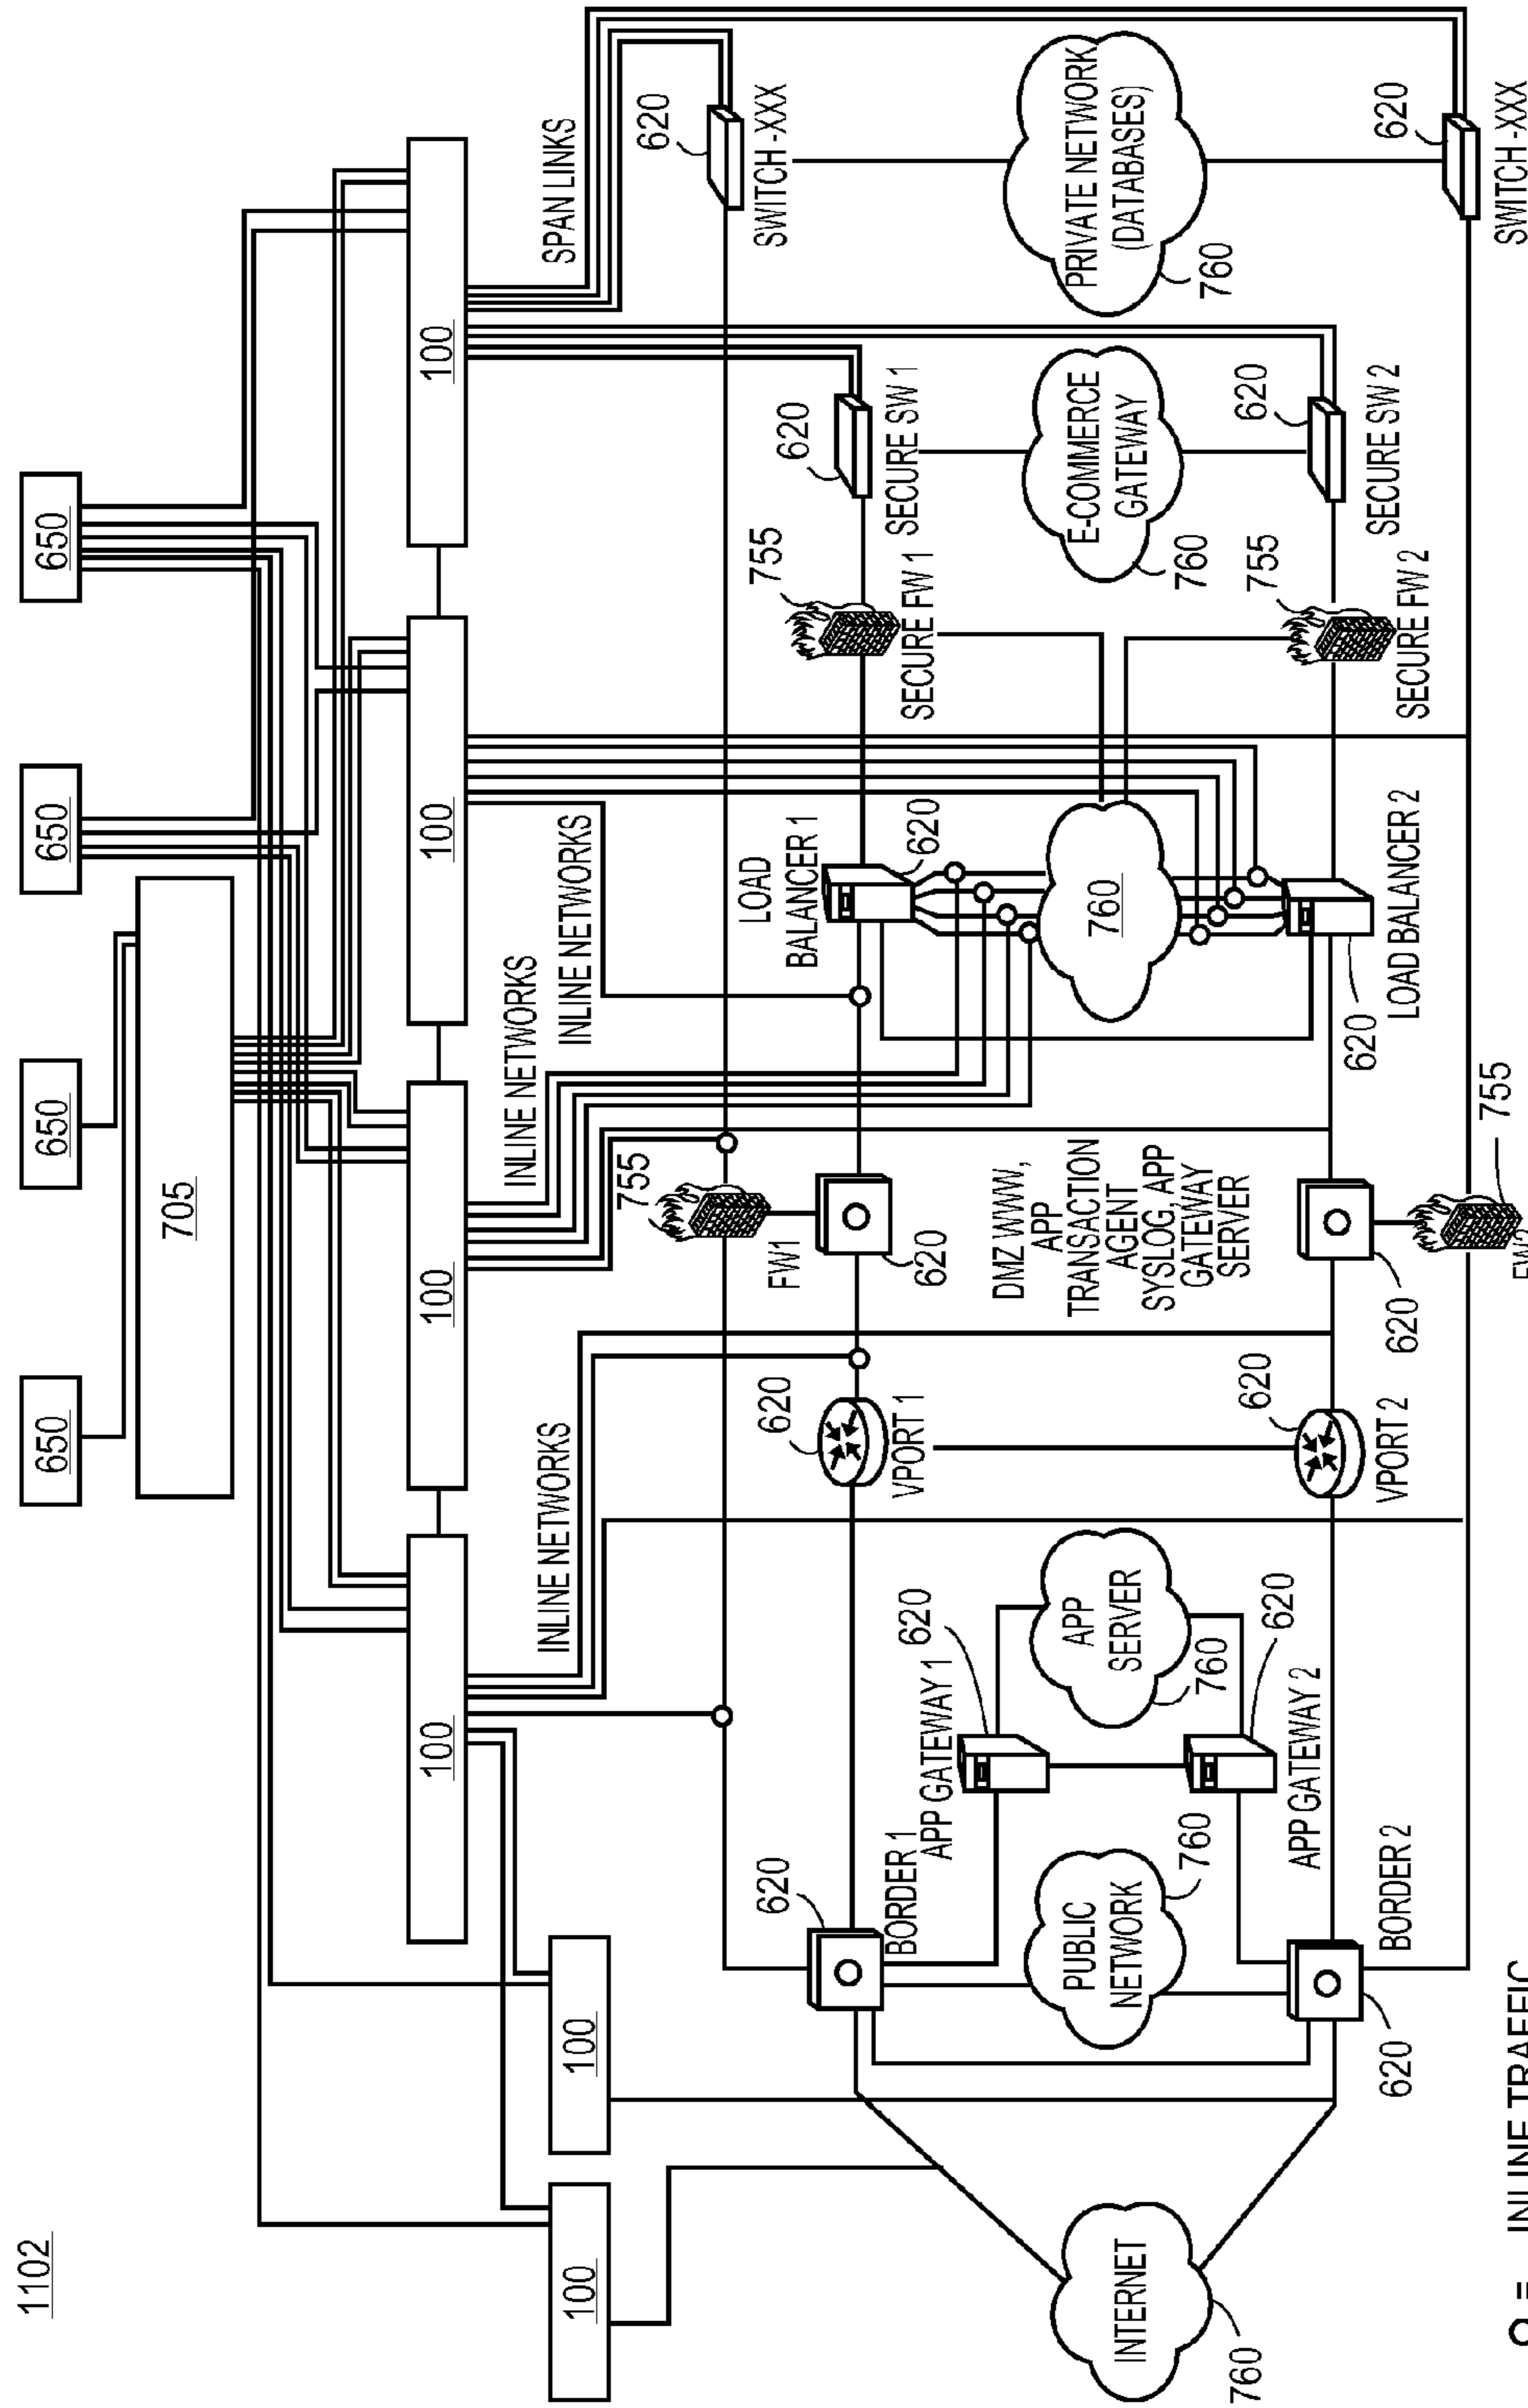 1102
650
650
650
650
705
100
100
100
100
100
100
SPAN LINKS
INLINE NETWORKS
INLINE NETWORKS
INLINE NETWORKS
620
SWITCH -XXX
620
SWITCH -XXX
PRIVATE NETWORK
(DATABASES)
760
620
SECURE SW 1
E-COMMERCE
GATEWAY
760
620
SECURE SW 2
755
SECURE FW 1
755
SECURE FW 2
LOAD
BALANCER 1
620
760
620
LOAD BALANCER 2
755
FW1
620
DMZ WWW,
APP
TRANSACTION
AGENT
SYSLOG, APP
GATEWAY
SERVER
620
755
620
VPORT 1
620
VPORT 2
APP
SERVER
760
620
APP GATEWAY 1
620
APP GATEWAY 2
620
BORDER 1
PUBLIC
NETWORK
760
620
BORDER 2
INTERNET
760
= INLINE TRAFFIC